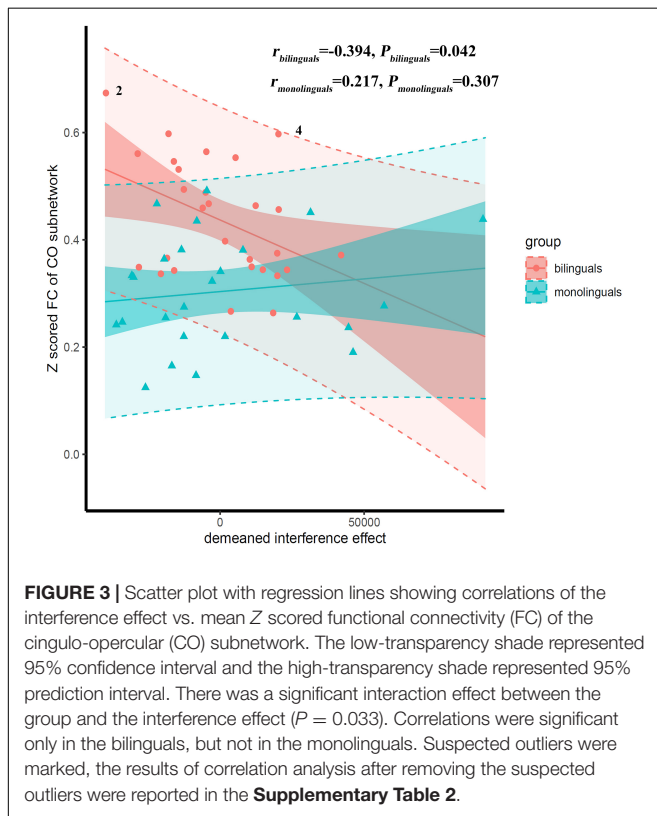 r bilinguals=-0.394, P bilinguals=0.042
r monolinguals=0.217, P monolinguals=0.307
2
4
0.6
0.4
0.2
0.0
Z scored FC of CO subnetwork
group
bilinguals
monolinguals
0 50000
demeaned interference effect
FIGURE 3 | Scatter plot with regression lines showing correlations of the
interference effect vs. mean Z scored functional connectivity (FC) of the
cingulo-opercular (CO) subnetwork. The low-transparency shade represented
95% confidence interval and the high-transparency shade represented 95%
prediction interval. There was a significant interaction effect between the
group and the interference effect (P = 0.033). Correlations were significant
only in the bilinguals, but not in the monolinguals. Suspected outliers were
marked, the results of correlation analysis after removing the suspected
outliers were reported in the Supplementary Table 2.